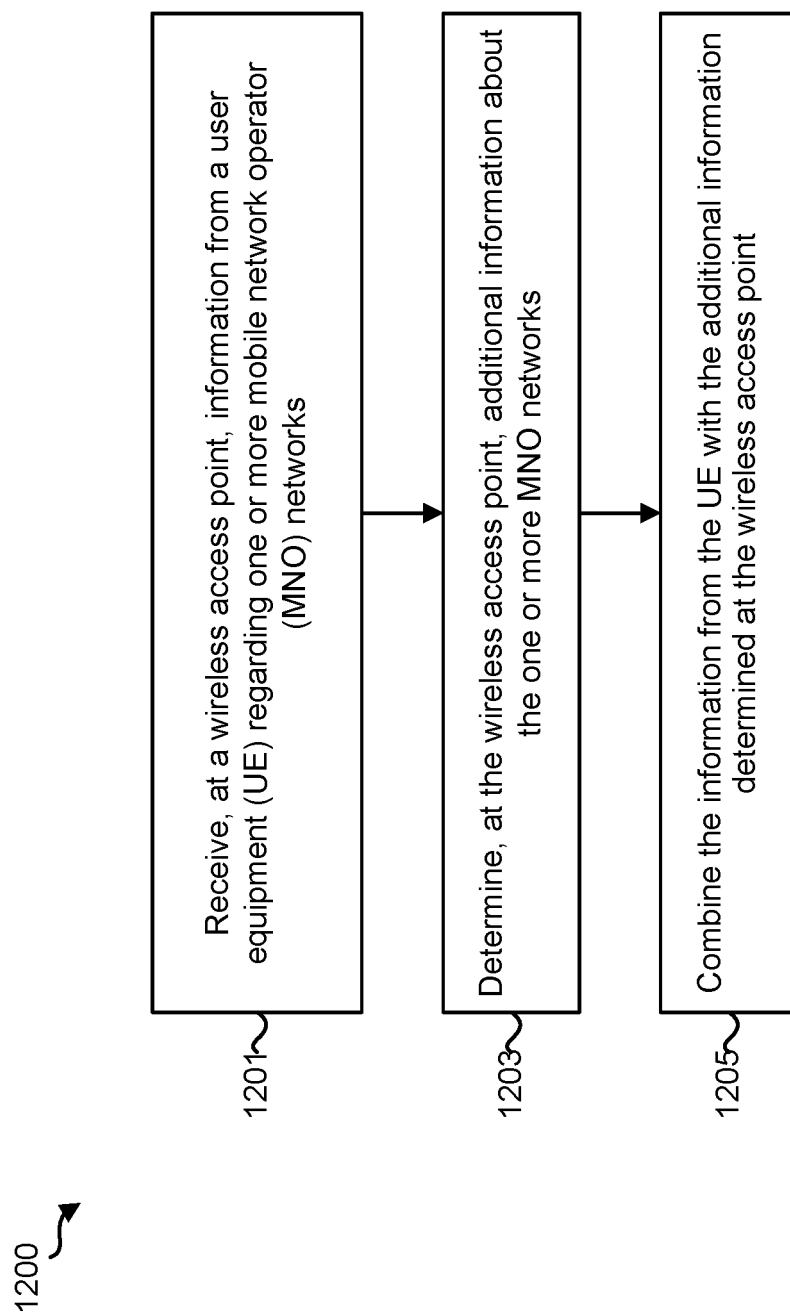 1200
1201
Receive, at a wireless access point, information from a user
equipment (UE) regarding one or more mobile network operator
(MNO) networks
1203
Determine, at the wireless access point, additional information about
the one or more MNO networks
1205
Combine the information from the UE with the additional information
determined at the wireless access point